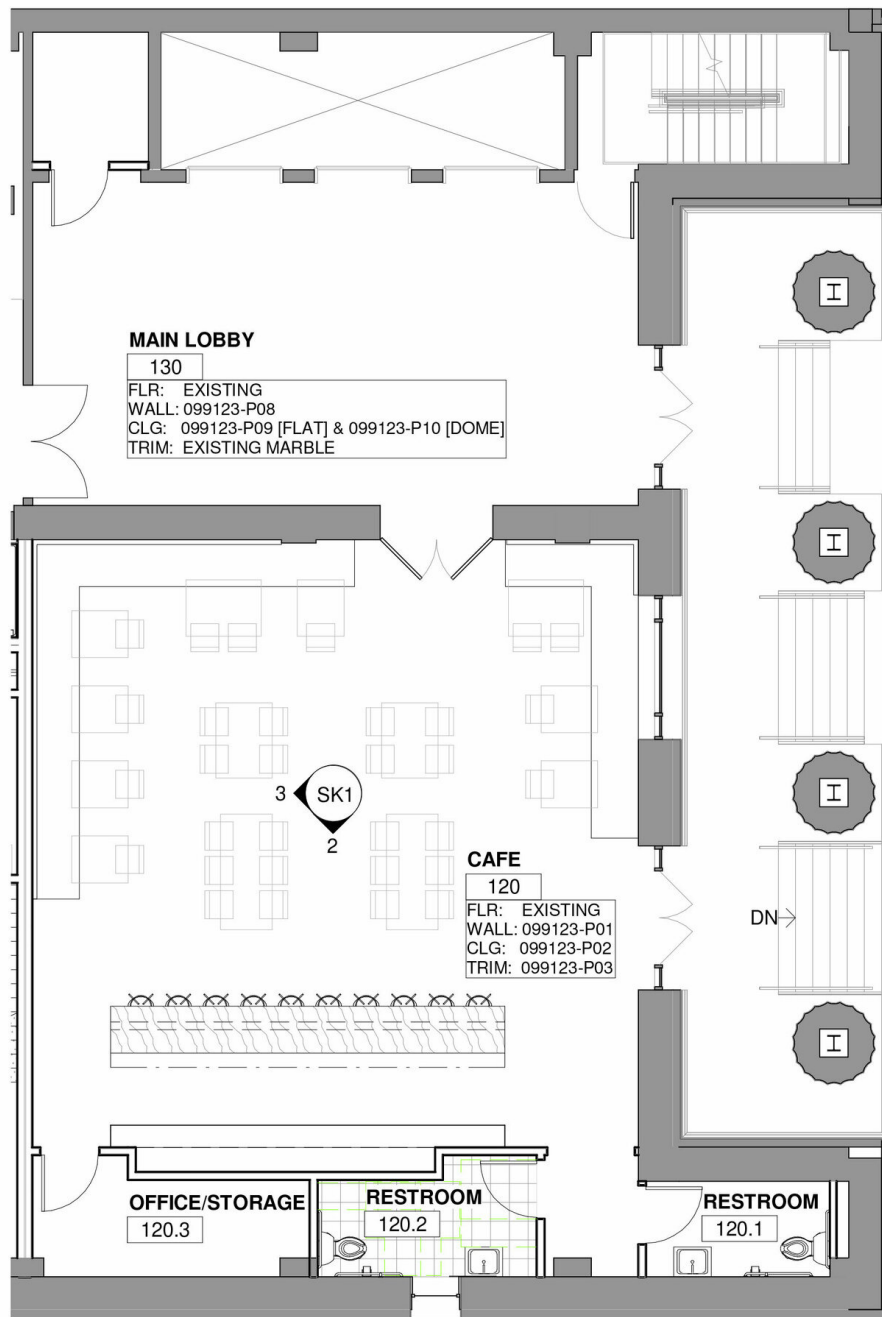 MAIN LOBBY
130
FLR: EXISTING
WALL: 099123-P08
CLG: 099123-P09 [FLAT] & 099123-P10 [DOME]
TRIM: EXISTING MARBLE
3
SK1
2
CAFE
120
FLR: EXISTING
WALL: 099123-P01
CLG: 099123-P02
TRIM: 099123-P03
DN
OFFICE/STORAGE
120.3
RESTROOM
120.2
RESTROOM
120.1